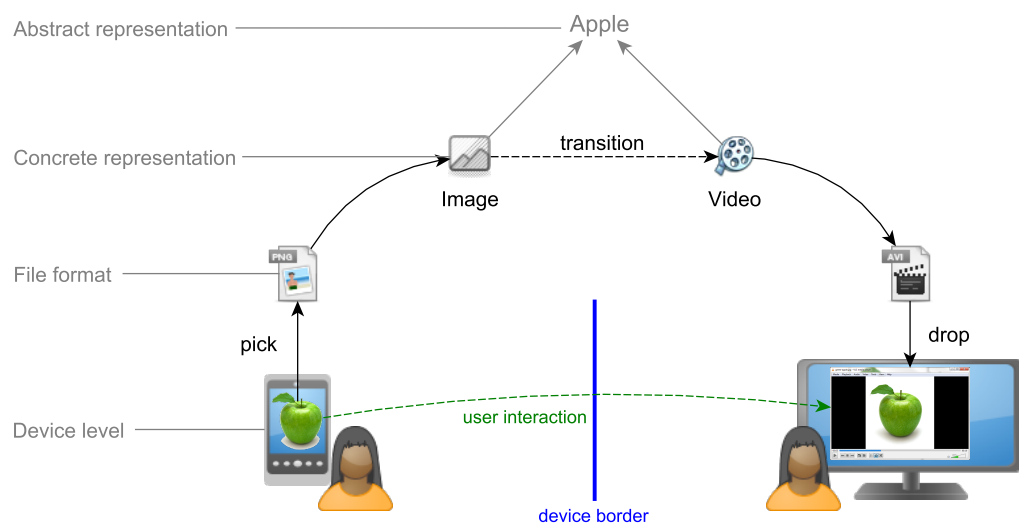 Abstract representation
Apple
Concrete representation
transition
Image
Video
File format
PNG
AVI
pick
drop
Device level
user interaction
device border